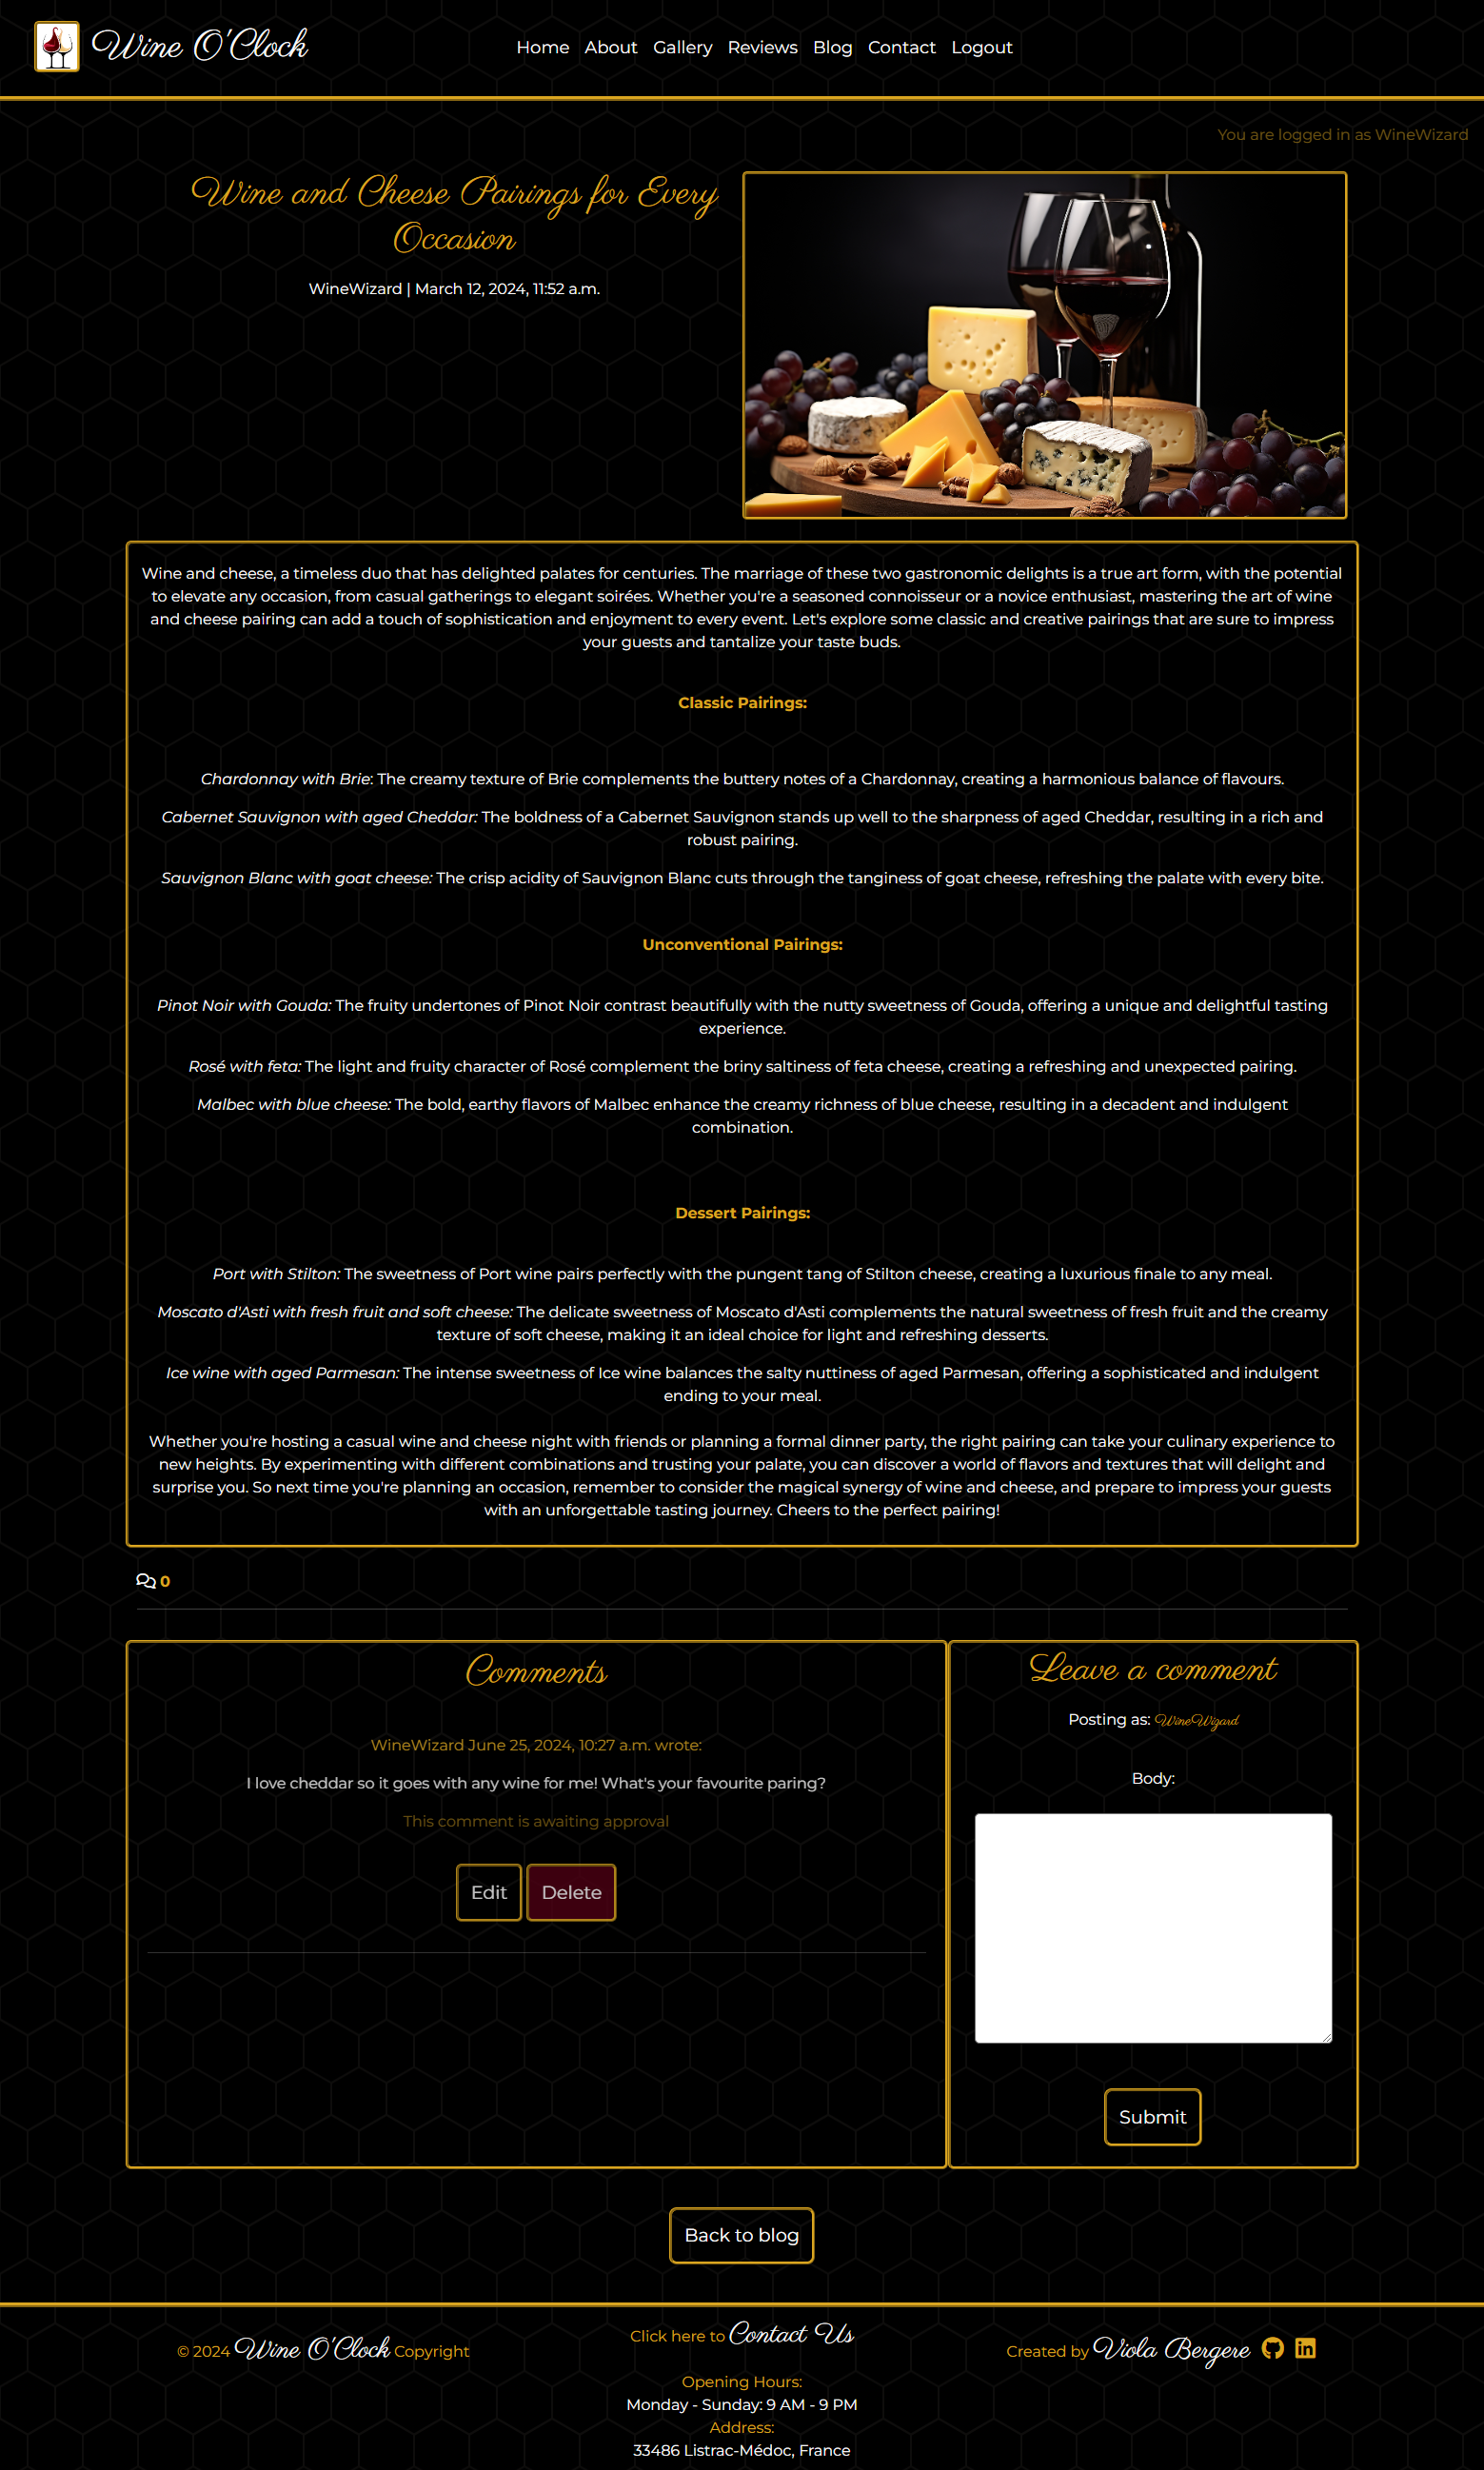 Wine O'Clock
Home About Gallery Reviews Blog Contact Logout
You are logged in as WineWizard
Wine and Cheese Pairings for Every
Occasion
WineWizard | March 12, 2024, 11:52 a.m.
Wine and cheese, a timeless duo that has delighted palates for centuries. The marriage of these two gastronomic delights is a true art form, with the potential
to elevate any occasion, from casual gatherings to elegant soirées. Whether you're a seasoned connoisseur or a novice enthusiast, mastering the art of wine
and cheese pairing can add a touch of sophistication and enjoyment to every event. Let's explore some classic and creative pairings that are sure to impress
your guests and tantalize your taste buds.
Classic Pairings:
Chardonnay with Brie: The creamy texture of Brie complements the buttery notes of a Chardonnay, creating a harmonious balance of flavours.
Cabernet Sauvignon with aged Cheddar: The boldness of a Cabernet Sauvignon stands up well to the sharpness of aged Cheddar, resulting in a rich and
robust pairing.
Sauvignon Blanc with goat cheese: The crisp acidity of Sauvignon Blanc cuts through the tanginess of goat cheese, refreshing the palate with every bite.
Unconventional Pairings:
Pinot Noir with Gouda: The fruity undertones of Pinot Noir contrast beautifully with the nutty sweetness of Gouda, offering a unique and delightful tasting
experience.
Rosé with feta: The light and fruity character of Rosé complement the briny saltiness of feta cheese, creating a refreshing and unexpected pairing.
Malbec with blue cheese: The bold, earthy flavors of Malbec enhance the creamy richness of blue cheese, resulting in a decadent and indulgent
combination.
Dessert Pairings:
Port with Stilton: The sweetness of Port wine pairs perfectly with the pungent tang of Stilton cheese, creating a luxurious finale to any meal.
Moscato d'Asti with fresh fruit and soft cheese: The delicate sweetness of Moscato d'Asti complements the natural sweetness of fresh fruit and the creamy
texture of soft cheese, making it an ideal choice for light and refreshing desserts.
Ice wine with aged Parmesan: The intense sweetness of Ice wine balances the salty nuttiness of aged Parmesan, offering a sophisticated and indulgent
ending to your meal.
Whether you're hosting a casual wine and cheese night with friends or planning a formal dinner party, the right pairing can take your culinary experience to
new heights. By experimenting with different combinations and trusting your palate, you can discover a world of flavors and textures that will delight and
surprise you. So next time you're planning an occasion, remember to consider the magical synergy of wine and cheese, and prepare to impress your guests
with an unforgettable tasting journey. Cheers to the perfect pairing!
0
Comments
WineWizard June 25, 2024, 10:27 a.m. wrote:
I love cheddar so it goes with any wine for me! What's your favourite paring?
This comment is awaiting approval
Edit Delete
Leave a comment
Posting as: WineWizard
Body:
Submit
Back to blog
© 2024 Wine O'Clock Copyright
Click here to Contact Us
Opening Hours:
Monday - Sunday: 9 AM - 9 PM
Address:
33486 Listrac-Médoc, France
Created by Viola Bergere